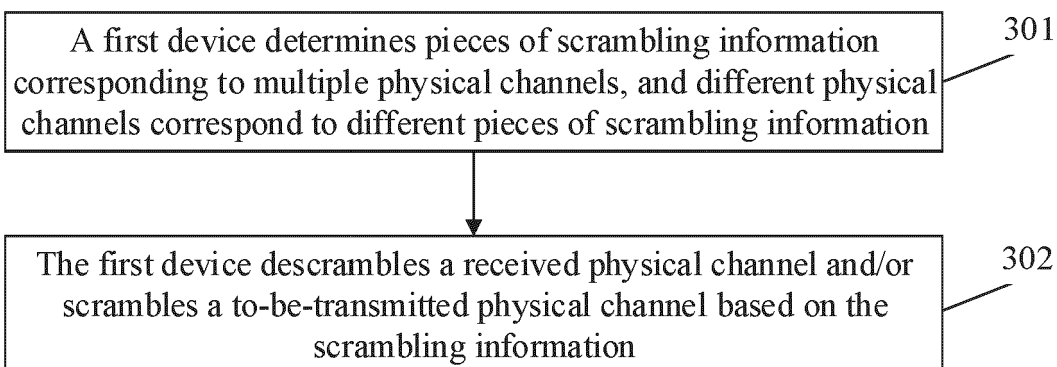 A first device determines pieces of scrambling information
corresponding to multiple physical channels, and different physical
channels correspond to different pieces of scrambling information
301
The first device descrambles a received physical channel and/or
scrambles a to-be-transmitted physical channel based on the
scrambling information
302